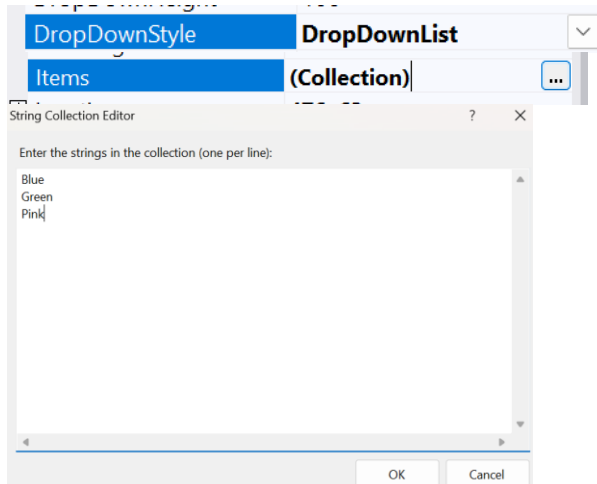 DropDownStyle DropDownList
Items (Collection) ...
String Collection Editor ? ×
Enter the strings in the collection (one per line):
Blue
Green
Pink
OK Cancel